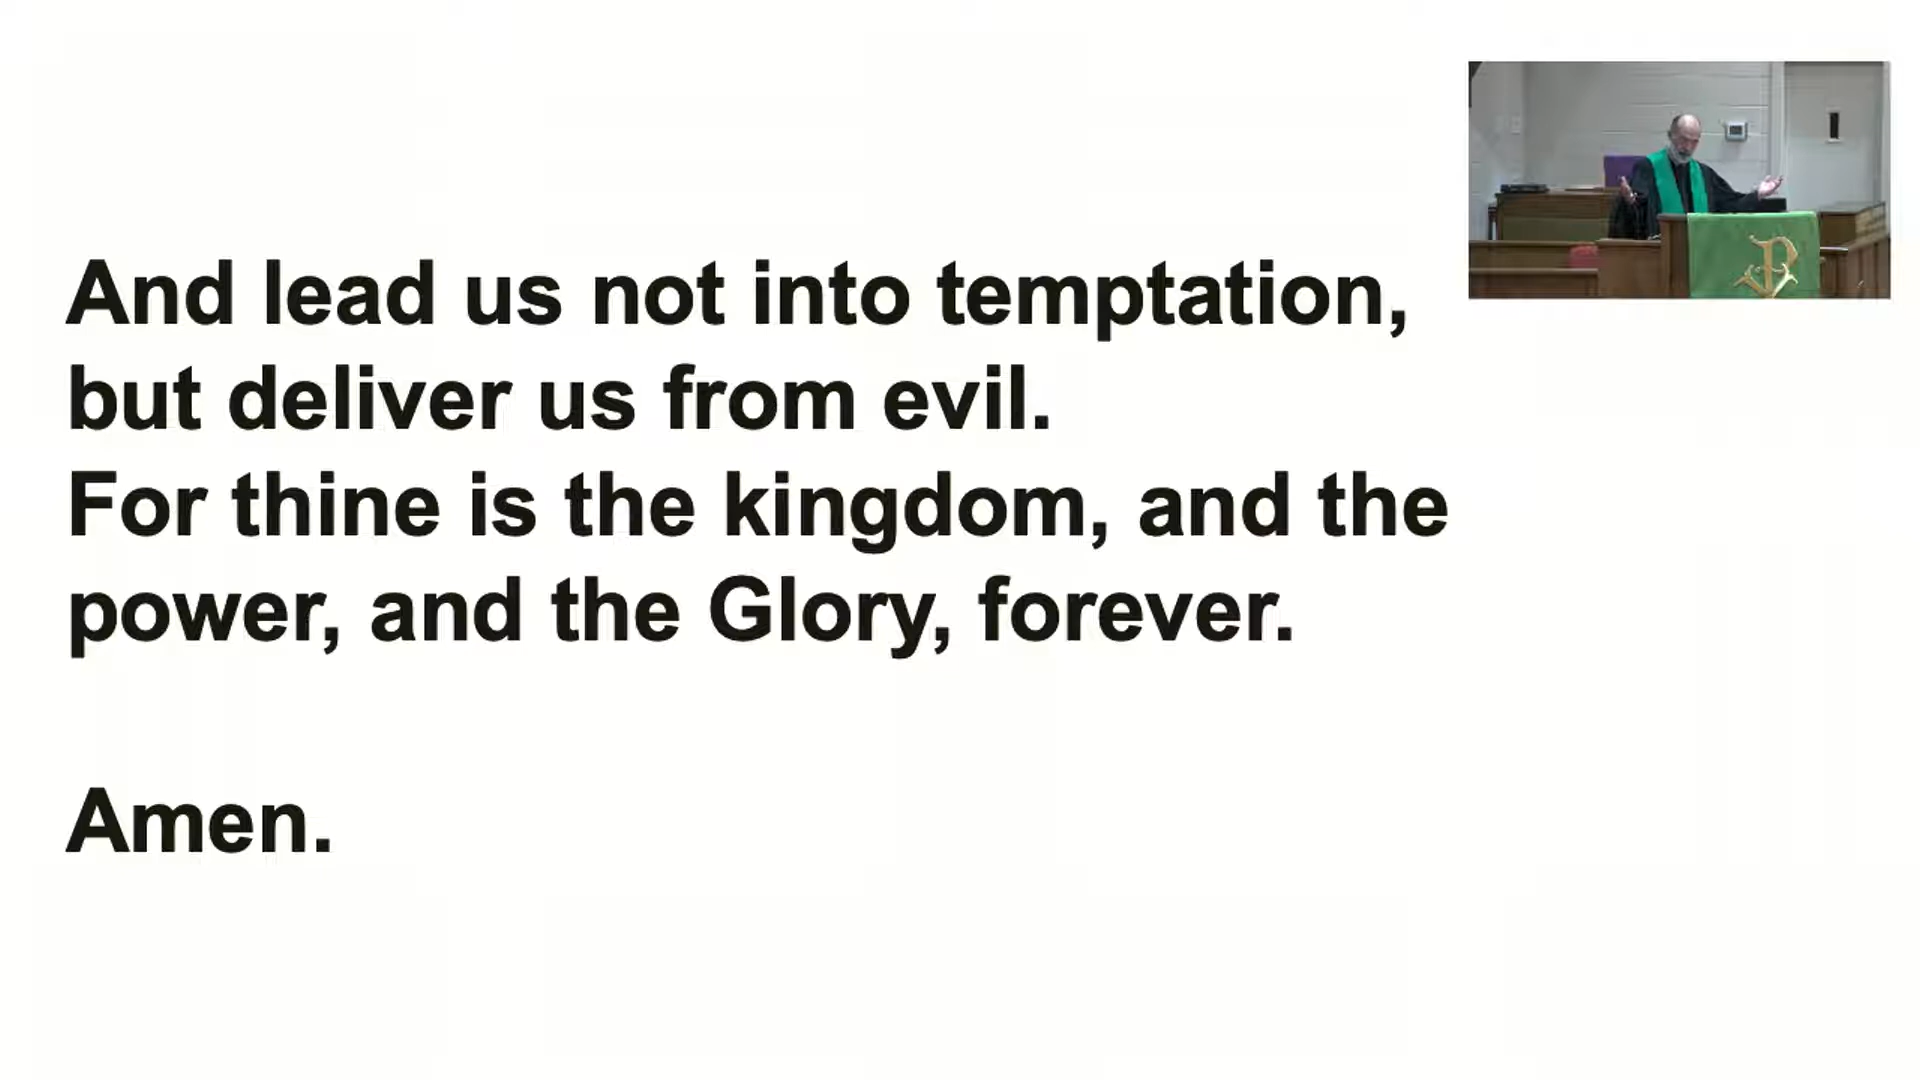 And lead us not into temptation,
but deliver us from evil.
For thine is the kingdom, and the
power, and the Glory, forever.
Amen.